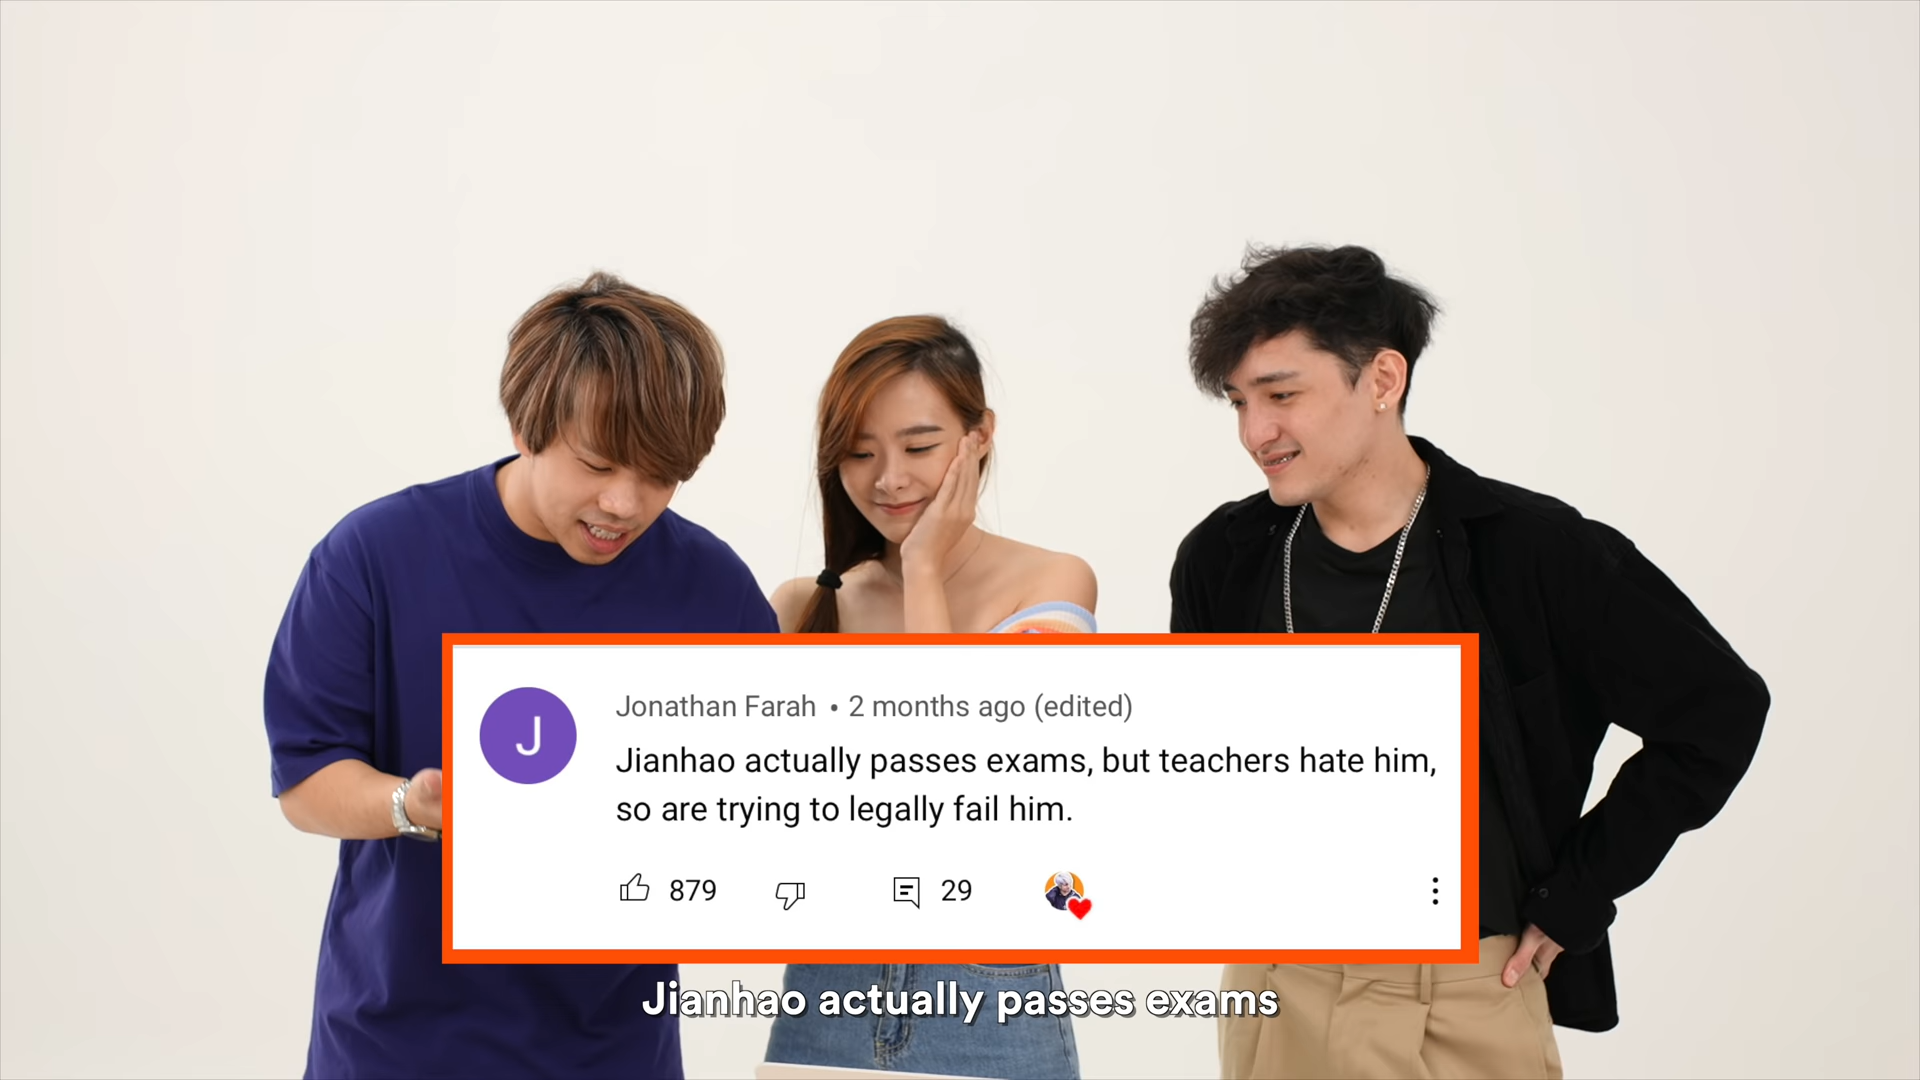 Jonathan Farah • 2 months ago (edited)
J
Jianhao actually passes exams, but teachers hate him,
so are trying to legally fail him.
879
29
Jianhao actually passes exams